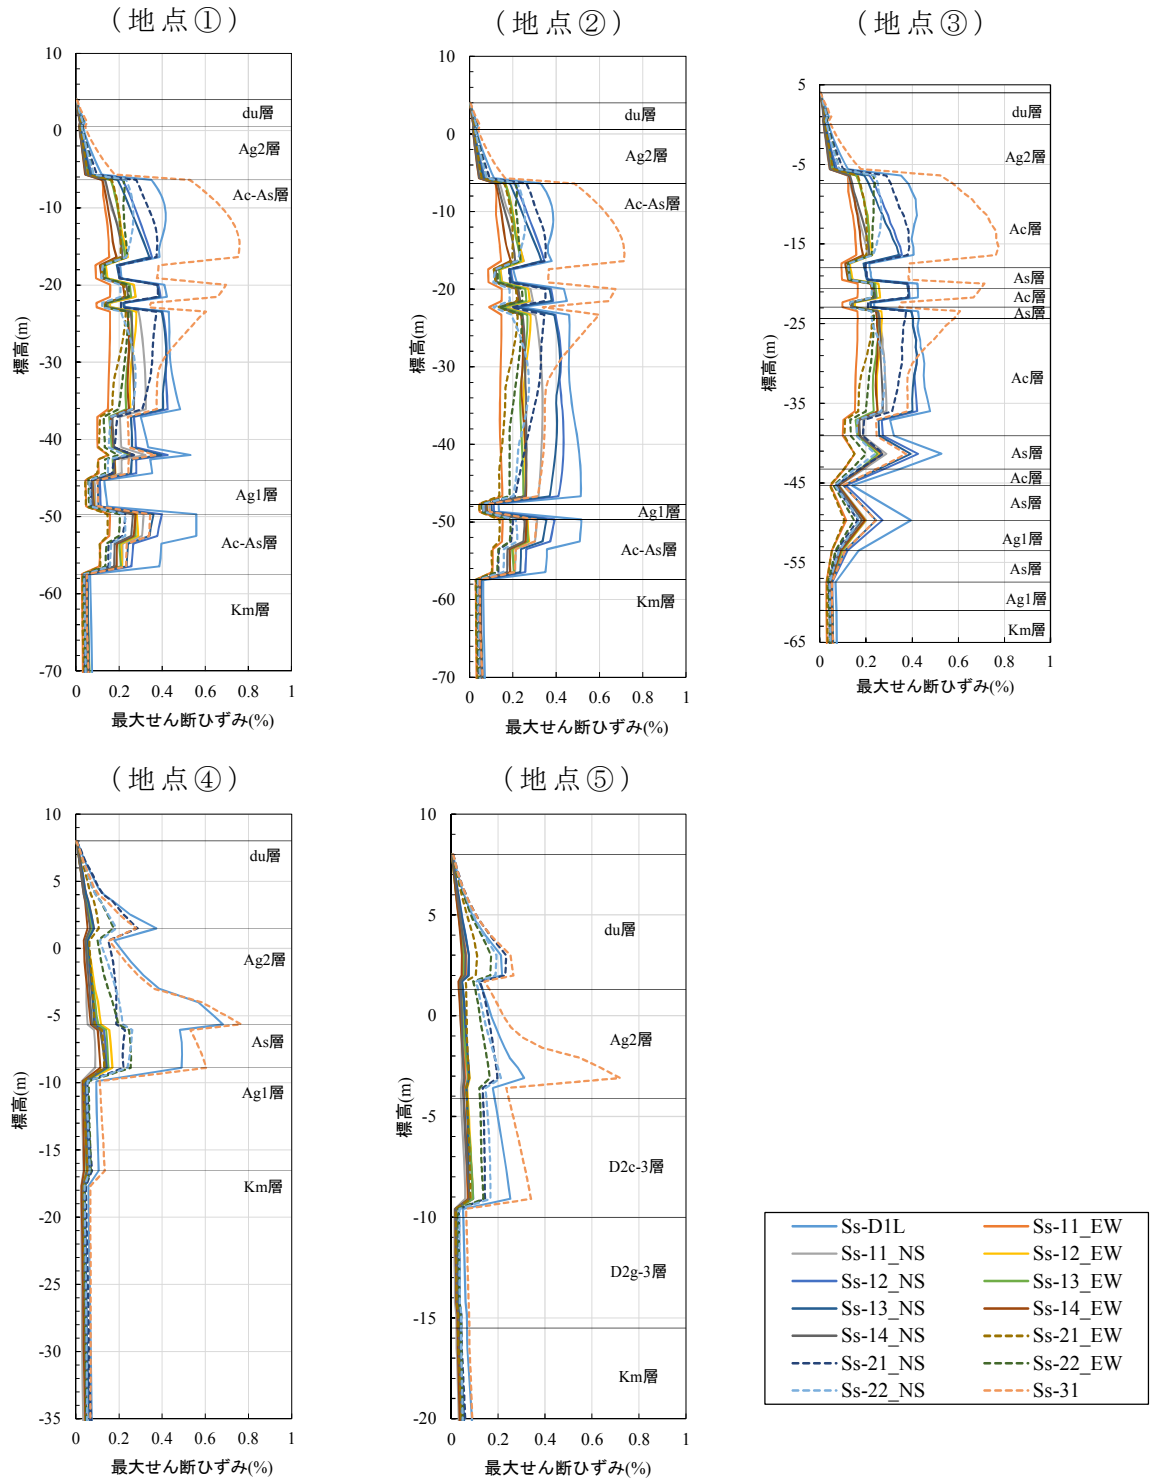 (地点①)
10
0
-10
-20
-30
-40
-50
-60
-70
標高(m)
du層
Ag2層
Ac-As層
Ag1層
Ac-As層
Km層
0 0.2 0.4 0.6 0.8 1
最大せん断ひずみ(%)
(地点②)
10
0
-10
-20
-30
-40
-50
-60
-70
標高(m)
du層
Ag2層
Ac-As層
Ag1層
Ac-As層
Km層
0 0.2 0.4 0.6 0.8 1
最大せん断ひずみ(%)
(地点③)
5
-5
-15
-25
-35
-45
-55
-65
標高(m)
du層
Ag2層
Ac層
As層
Ac層
As層
Ac層
As層
Ac層
As層
Ag1層
As層
Ag1層
Km層
0 0.2 0.4 0.6 0.8 1
最大せん断ひずみ(%)
(地点④)
10
5
0
-5
-10
-15
-20
-25
-30
-35
標高(m)
du層
Ag2層
As層
Ag1層
Km層
0 0.2 0.4 0.6 0.8 1
最大せん断ひずみ(%)
(地点⑤)
10
5
0
-5
-10
-15
-20
標高(m)
du層
Ag2層
D2c-3層
D2g-3層
Km層
0 0.2 0.4 0.6 0.8 1
最大せん断ひずみ(%)
Ss-D1L Ss-11_EW
Ss-11_NS Ss-12_EW
Ss-12_NS Ss-13_EW
Ss-13_NS Ss-14_EW
Ss-14_NS Ss-21_EW
Ss-21_NS Ss-22_EW
Ss-22_NS Ss-31